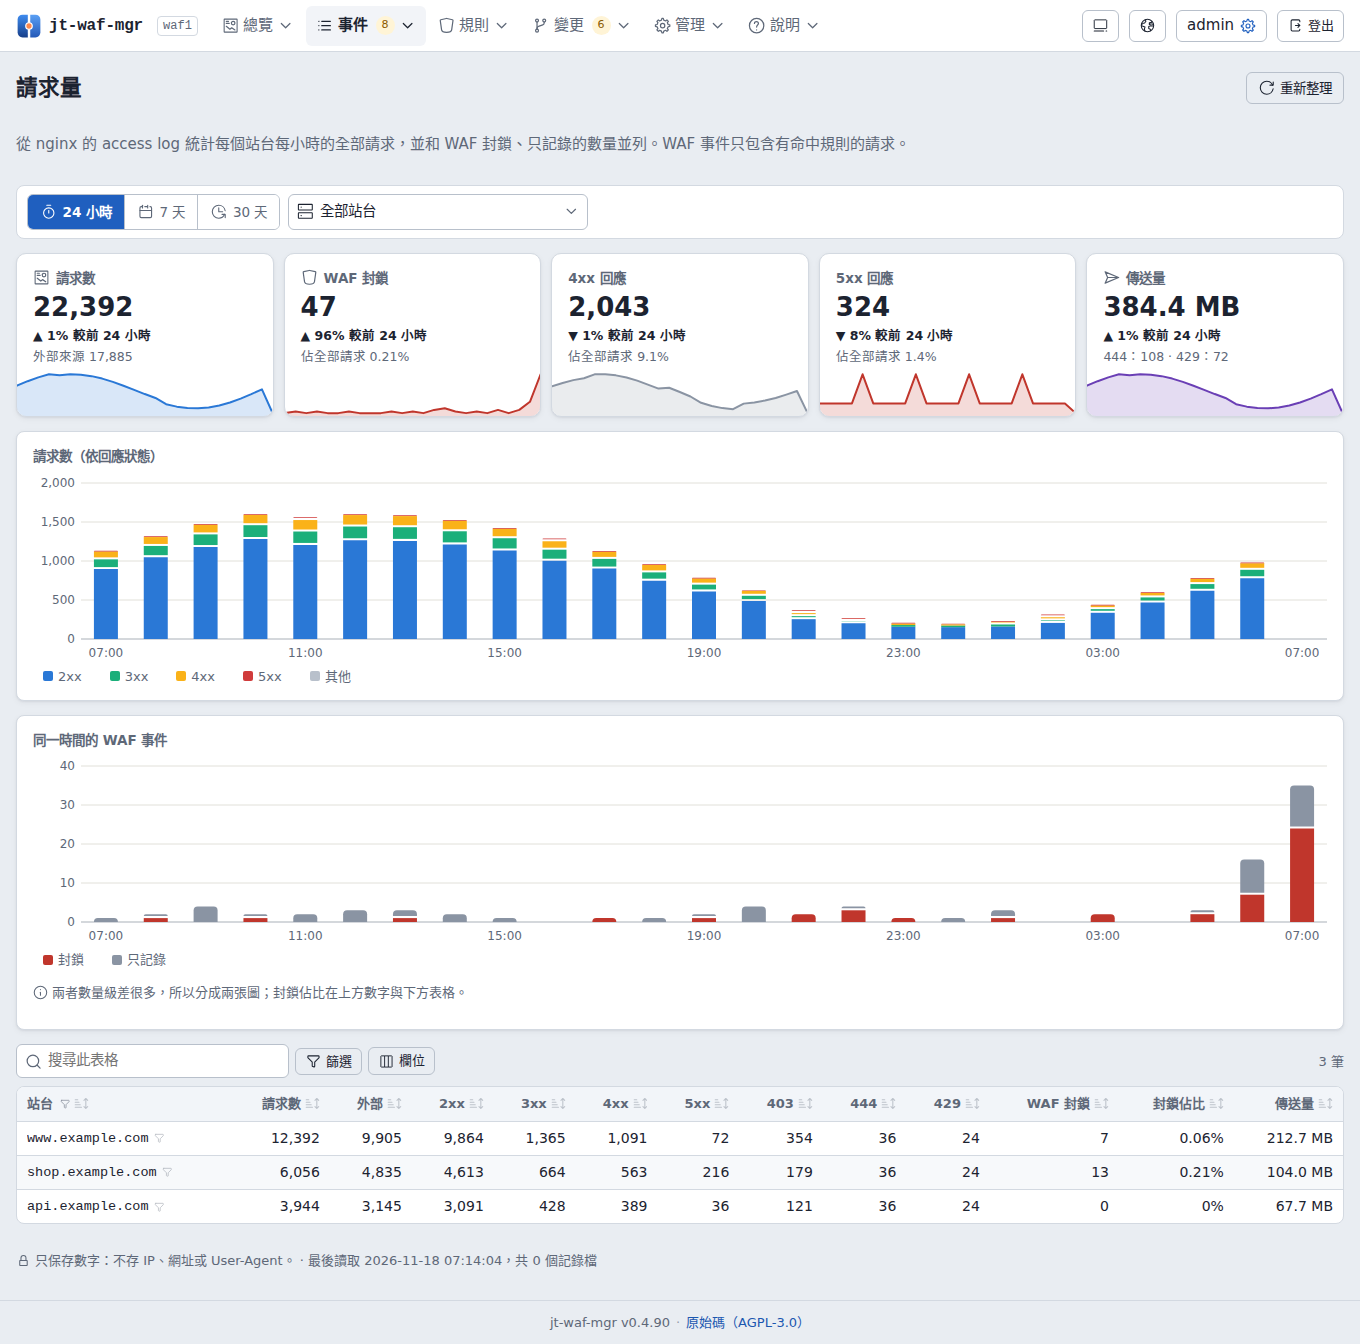 jt-waf-mgr waf1 總覽 事件 8 規則 變更 6 管理 說明 admin 登出
請求量 重新整理
從 nginx 的 access log 統計每個站台每小時的全部請求，並和 WAF 封鎖、只記錄的數量並列。WAF 事件只包含有命中規則的請求。
24 小時 7 天 30 天 全部站台
請求數 WAF 封鎖 4xx 回應 5xx 回應 傳送量
22,392 47 2,043 324 384.4 MB
▲ 1% 較前 24 小時 ▲ 96% 較前 24 小時 ▼ 1% 較前 24 小時 ▼ 8% 較前 24 小時 ▲ 1% 較前 24 小時
外部來源 17,885 佔全部請求 0.21% 佔全部請求 9.1% 佔全部請求 1.4% 444：108 · 429：72
請求數（依回應狀態）
2,000
1,500
1,000
500
0
07:00 11:00 15:00 19:00 23:00 03:00 07:00
2xx 3xx 4xx 5xx 其他
同一時間的 WAF 事件
40
30
20
10
0
07:00 11:00 15:00 19:00 23:00 03:00 07:00
封鎖 只記錄
兩者數量級差很多，所以分成兩張圖；封鎖佔比在上方數字與下方表格。
搜尋此表格 篩選 欄位 3 筆
站台 請求數 外部 2xx 3xx 4xx 5xx 403 444 429 WAF 封鎖 封鎖佔比 傳送量
www.example.com 12,392 9,905 9,864 1,365 1,091 72 354 36 24 7 0.06% 212.7 MB
shop.example.com 6,056 4,835 4,613 664 563 216 179 36 24 13 0.21% 104.0 MB
api.example.com 3,944 3,145 3,091 428 389 36 121 36 24 0 0% 67.7 MB
只保存數字：不存 IP、網址或 User-Agent。 · 最後讀取 2026-11-18 07:14:04，共 0 個記錄檔
jt-waf-mgr v0.4.90 · 原始碼（AGPL-3.0）